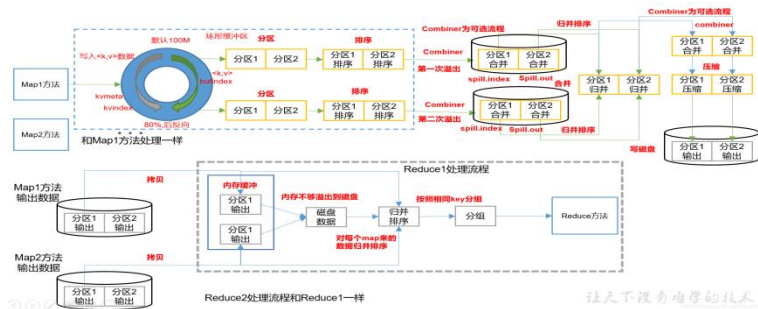 默认100M
环形缓冲区
写入<k,v>数据
Map1方法
kvmeta
kvindex
<k,v>
bufindex
80%,后反向
Map2方法
和Map1方法处理一样
分区
分区1 分区2
排序
分区1 排序 分区2 排序
分区
分区1 分区2
排序
分区1 排序 分区2 排序
Combiner为可选流程
Combiner
第一次溢出
分区1 合并 分区2 合并
spill.index Spill.out
Combiner
第二次溢出
分区1 合并 分区2 合并
spill.index Spill.out
归并排序
合并
归并排序
分区1 归并 分区2 归并
Combiner为可选流程
combiner
分区1 合并 分区2 合并
压缩
分区1 压缩 分区2 压缩
写磁盘
分区1 输出 分区2 输出
Reduce1处理流程
Map1方法
输出数据
分区1 输出 分区2 输出
拷贝
Map2方法
输出数据
分区1 输出 分区2 输出
拷贝
内存缓冲
分区1 输出
分区1 输出
内存不够溢出到磁盘
磁盘 数据
归并 排序
对每个map来的
数据归并排序
按照相同key分组
分组
Reduce方法
Reduce2处理流程和Reduce1一样
让天下没有难学的技术